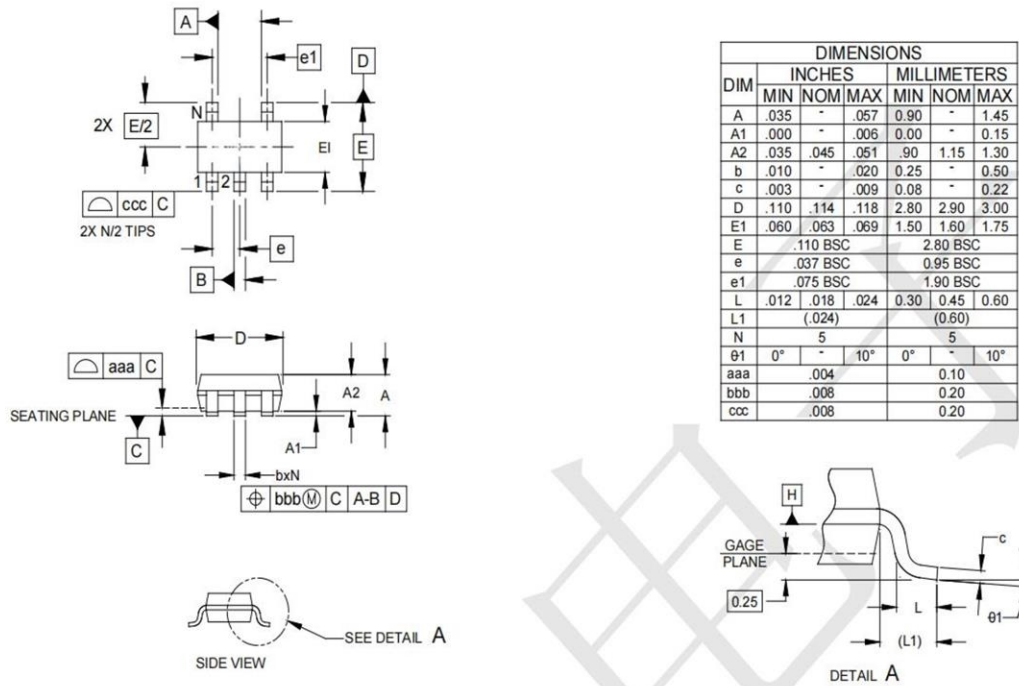 A
e1
D
N
2X E/2
EI
E
1 2
⌓ ccc C
2X N/2 TIPS
e
B
D
⌓ aaa C
A2 A
SEATING PLANE
C
A1
bxN
⌖ bbbⓂ C A-B D
SEE DETAIL A
SIDE VIEW
DIMENSIONS
DIM INCHES MILLIMETERS
MIN NOM MAX MIN NOM MAX
A .035 - .057 0.90 - 1.45
A1 .000 - .006 0.00 - 0.15
A2 .035 .045 .051 .90 1.15 1.30
b .010 - .020 0.25 - 0.50
c .003 - .009 0.08 - 0.22
D .110 .114 .118 2.80 2.90 3.00
E1 .060 .063 .069 1.50 1.60 1.75
E .110 BSC 2.80 BSC
e .037 BSC 0.95 BSC
e1 .075 BSC 1.90 BSC
L .012 .018 .024 0.30 0.45 0.60
L1 (.024) (0.60)
N 5 5
θ1 0° - 10° 0° - 10°
aaa .004 0.10
bbb .008 0.20
ccc .008 0.20
H
GAGE
PLANE
c
0.25
L
θ1
(L1)
DETAIL A